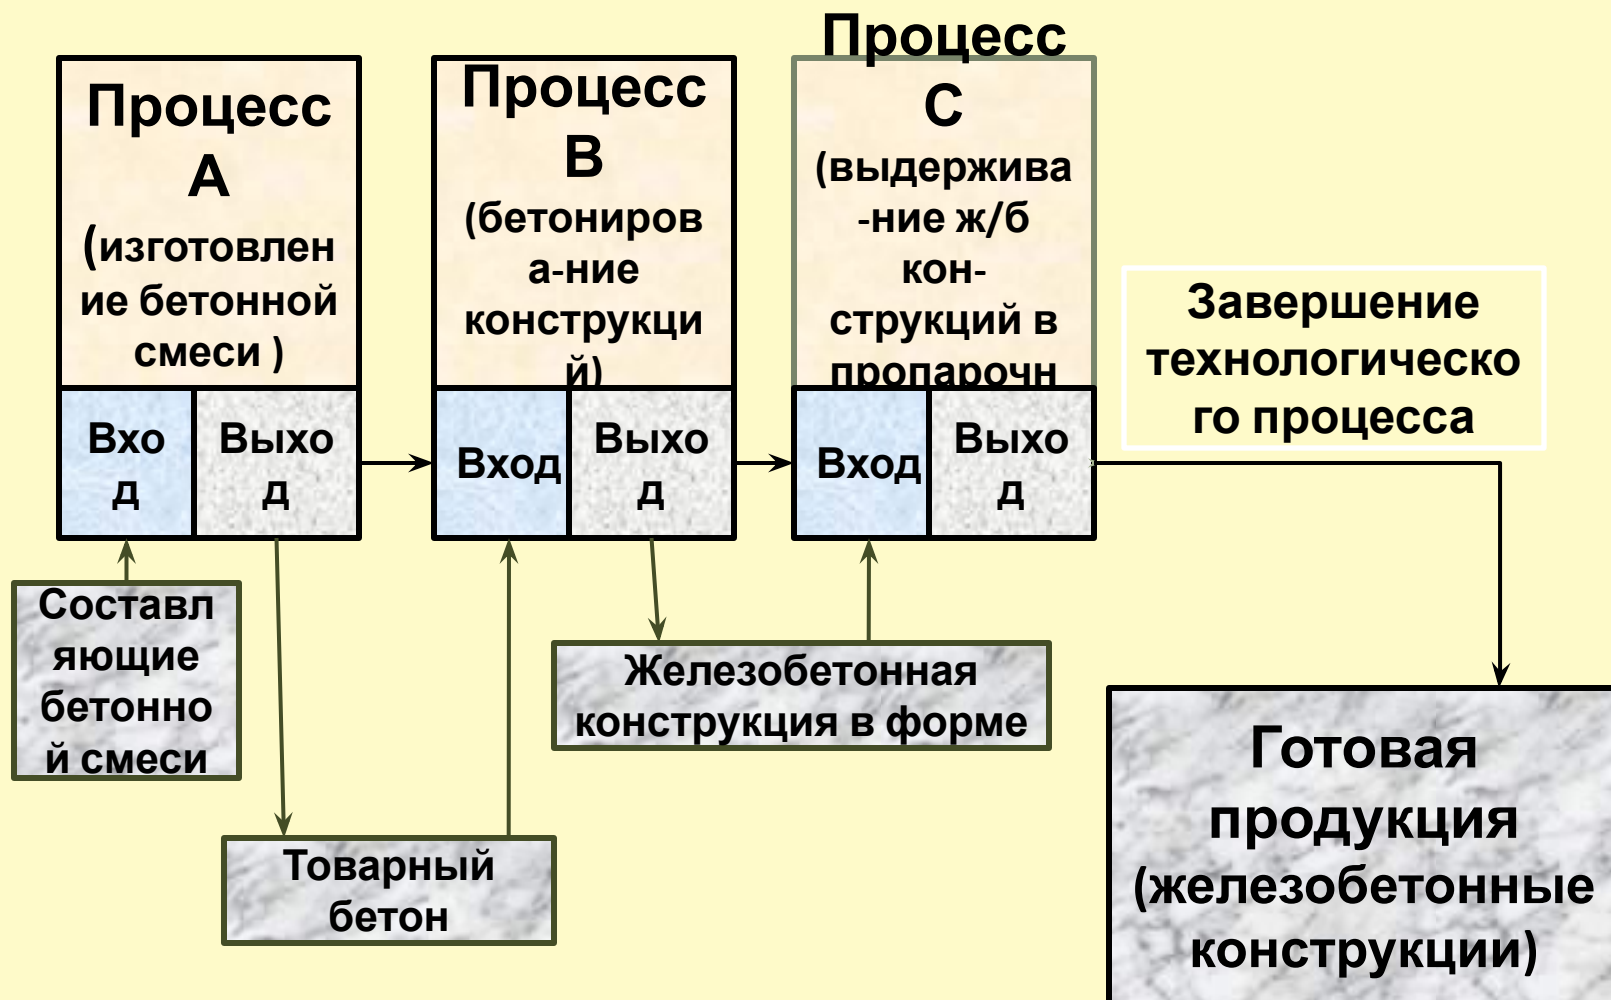 Процесс
А
(изготовлен
ие бетонной
смеси )
Вхо
д
Выхо
д
Процесс
В
(бетониров
а-ние
конструкци
й)
Вход
Выхо
д
Процесс
С
(выдержива
-ние ж/б
кон-
струкций в
пропарочн
Вход
Выхо
д
Завершение
технологическо
го процесса
Составл
яющие
бетонно
й смеси
Товарный
бетон
Железобетонная
конструкция в форме
Готовая
продукция
(железобетонные
конструкции)